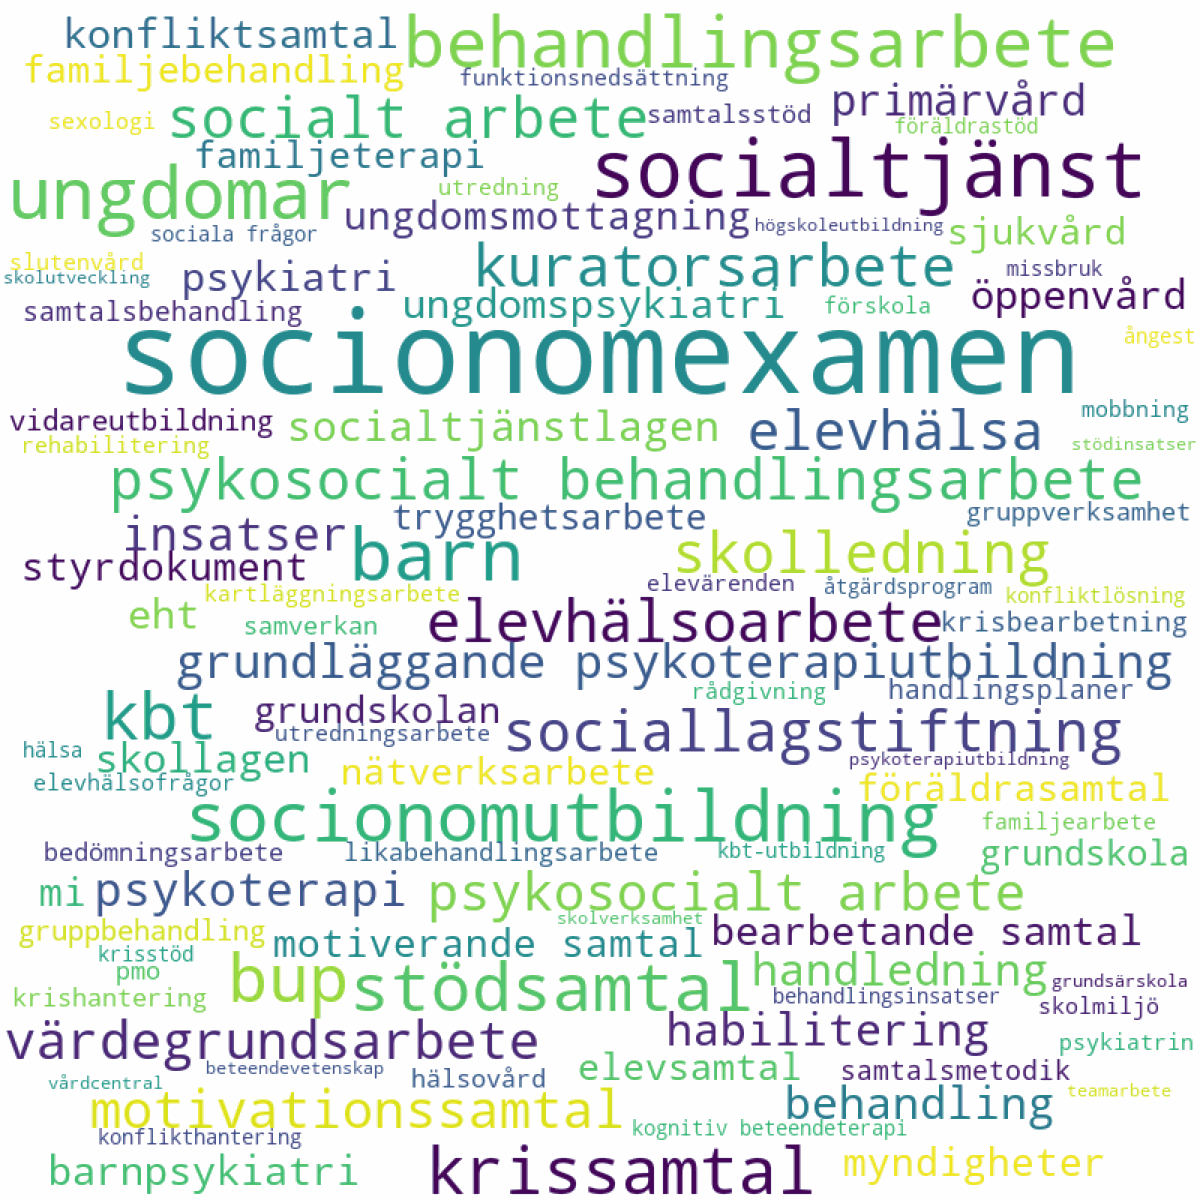 konfliktsamtal behandlingsarbete
familjebehandling funktionsnedsättning
sexologi socialt arbete samtalsstöd primärvård
föräldrastöd
familjeterapi socialtjänst
ungdomar utredning
ungdomsmottagning högskoleutbildning sjukvård
sociala frågor
slutenvård kuratorsarbete missbruk
skolutveckling psykiatri
samtalsbehandling ungdomspsykiatri förskola öppenvård
socionomexamen ångest
vidareutbildning socialtjänstlagen elevhälsa mobbning
rehabilitering stödinsatser
psykosocialt behandlingsarbete
insatser trygghetsarbete gruppverksamhet
styrdokument barn skolledning
kartläggningsarbete elevärenden åtgärdsprogram konfliktlösning
eht samverkan elevhälsoarbete krisbearbetning
grundläggande psykoterapiutbildning
rådgivning handlingsplaner
kbt grundskolan sociallagstiftning
utredningsarbete
hälsa skollagen psykoterapiutbildning
elevhälsofrågor nätverksarbete föräldrasamtal
socionomutbildning familjearbete
bedömningsarbete likabehandlingsarbete kbt-utbildning grundskola
mi psykoterapi psykosocialt arbete
skolverksamhet
gruppbehandling motiverande samtal bearbetande samtal
krisstöd
pmo bup stödsamtal handledning grundsärskola
krishantering behandlingsinsatser skolmiljö
värdegrundsarbete habilitering psykiatrin
beteendevetenskap elevsamtal samtalsmetodik
vårdcentral hälsovård teamarbete
motivationssamtal behandling
konflikthantering kognitiv beteendeterapi
barnpsykiatri krissamtal myndigheter